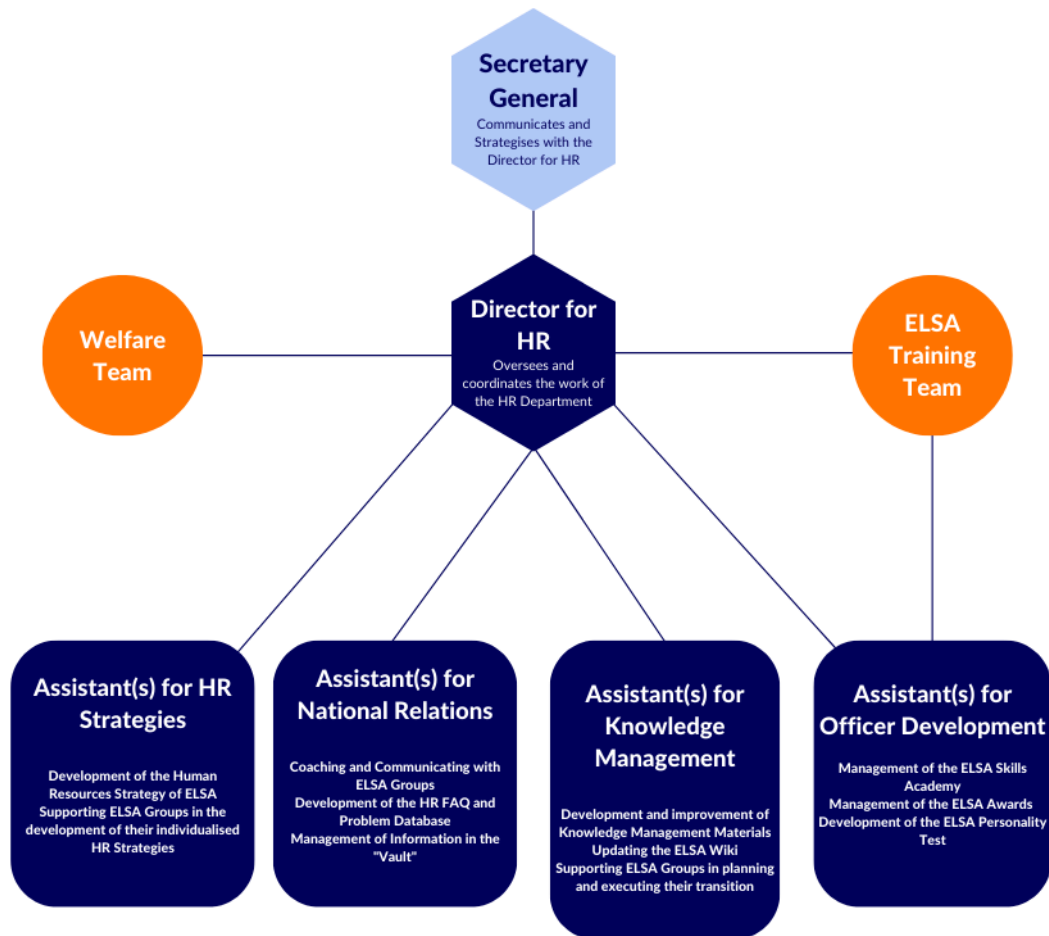 Secretary
General
Communicates and
Strategises with the
Director for HR
Welfare
Team
Director for
HR
Oversees and
coordinates the work of
the HR Department
ELSA
Training
Team
Assistant(s) for HR
Strategies
Development of the Human
Resources Strategy of ELSA
Supporting ELSA Groups in the
development of their individualised
HR Strategies
Assistant(s) for
National Relations
Coaching and Communicating with
ELSA Groups
Development of the HR FAQ and
Problem Database
Management of Information in the
"Vault"
Assistant(s) for
Knowledge
Management
Development and improvement of
Knowledge Management Materials
Updating the ELSA Wiki
Supporting ELSA Groups in planning
and executing their transition
Assistant(s) for
Officer Development
Management of the ELSA Skills
Academy
Management of the ELSA Awards
Development of the ELSA Personality
Test